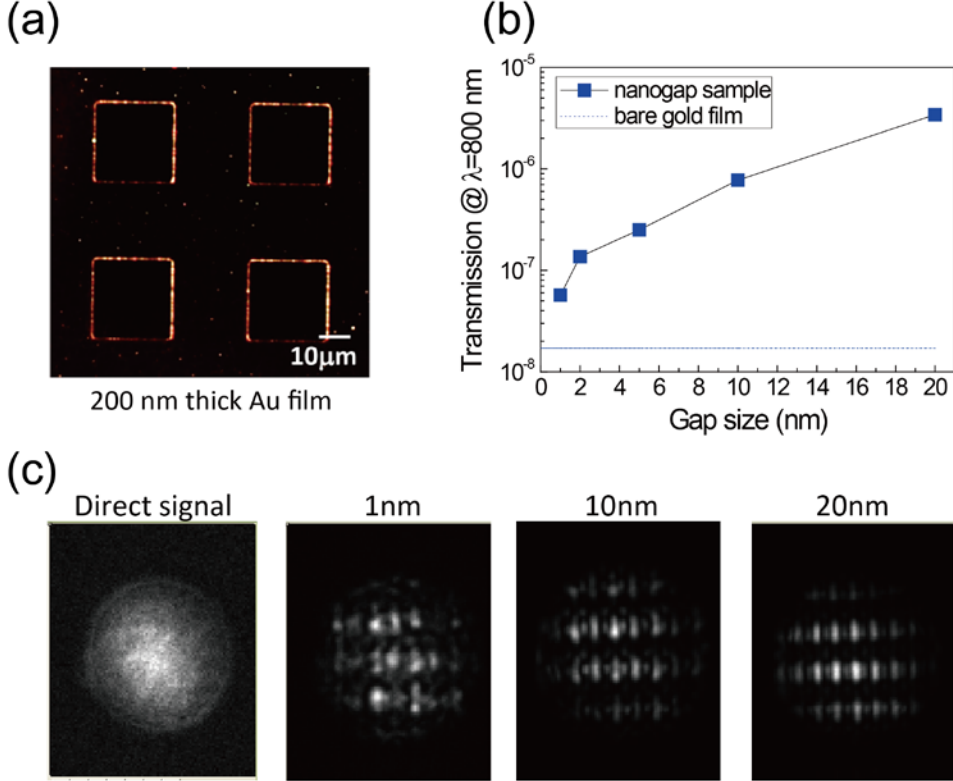 (a)
10μm
200 nm thick Au film
(b)
Transmission @ λ=800 nm
10⁻⁵
10⁻⁶
10⁻⁷
10⁻⁸
nanogap sample
bare gold film
0 2 4 6 8 10 12 14 16 18 20
Gap size (nm)
(c)
Direct signal 1nm 10nm 20nm